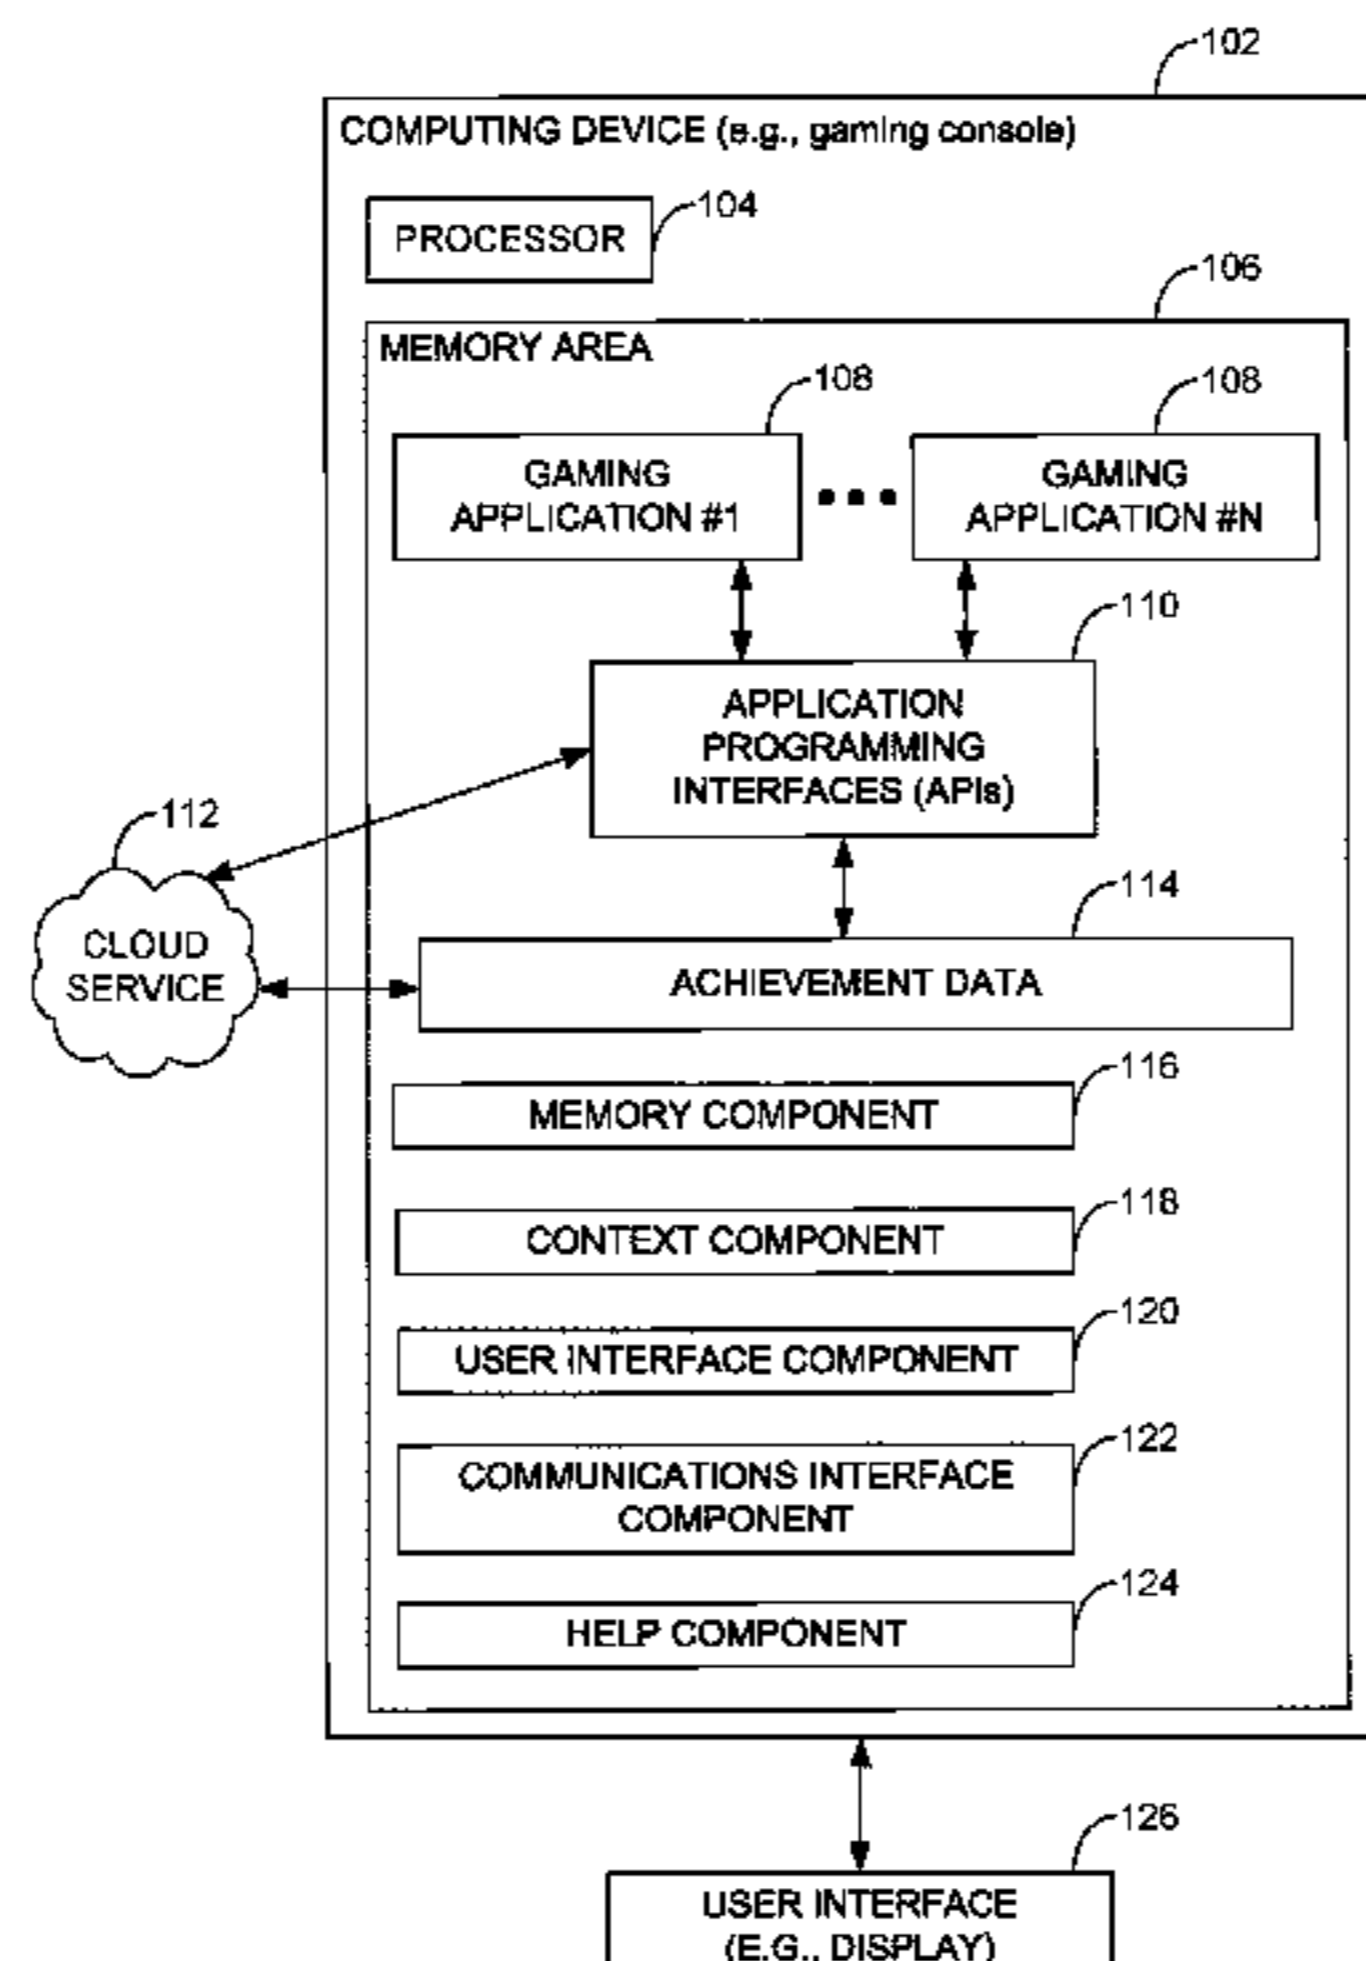 102
COMPUTING DEVICE (e.g., gaming console)
104
PROCESSOR
106
MEMORY AREA
108
108
GAMING
APPLICATION #1
GAMING
APPLICATION #N
110
APPLICATION
PROGRAMMING
INTERFACES (APIs)
112
CLOUD
SERVICE
114
ACHIEVEMENT DATA
116
MEMORY COMPONENT
118
CONTEXT COMPONENT
120
USER INTERFACE COMPONENT
122
COMMUNICATIONS INTERFACE
COMPONENT
124
HELP COMPONENT
126
USER INTERFACE
(E.G., DISPLAY)